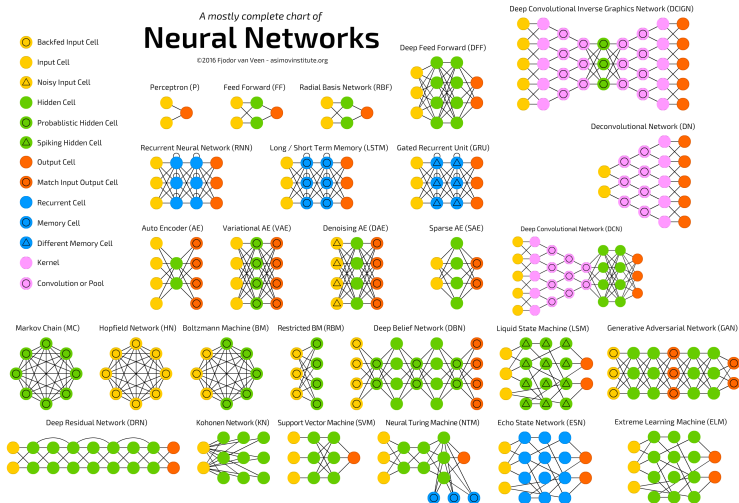 A mostly complete chart of
Neural Networks
©2016 Fjodor van Veen - asimovinstitute.org
Deep Convolutional Inverse Graphics Network (DCIGN)
Backfed Input Cell
Input Cell
Noisy Input Cell
Hidden Cell
Probablistic Hidden Cell
Spiking Hidden Cell
Output Cell
Match Input Output Cell
Recurrent Cell
Memory Cell
Different Memory Cell
Kernel
Convolution or Pool
Deep Feed Forward (DFF)
Perceptron (P)
Feed Forward (FF)
Radial Basis Network (RBF)
Deconvolutional Network (DN)
Recurrent Neural Network (RNN)
Long / Short Term Memory (LSTM)
Gated Recurrent Unit (GRU)
Auto Encoder (AE)
Variational AE (VAE)
Denoising AE (DAE)
Sparse AE (SAE)
Deep Convolutional Network (DCN)
Markov Chain (MC)
Hopfield Network (HN)
Boltzmann Machine (BM)
Restricted BM (RBM)
Deep Belief Network (DBN)
Liquid State Machine (LSM)
Generative Adversarial Network (GAN)
Deep Residual Network (DRN)
Kohonen Network (KN)
Support Vector Machine (SVM)
Neural Turing Machine (NTM)
Echo State Network (ESN)
Extreme Learning Machine (ELM)